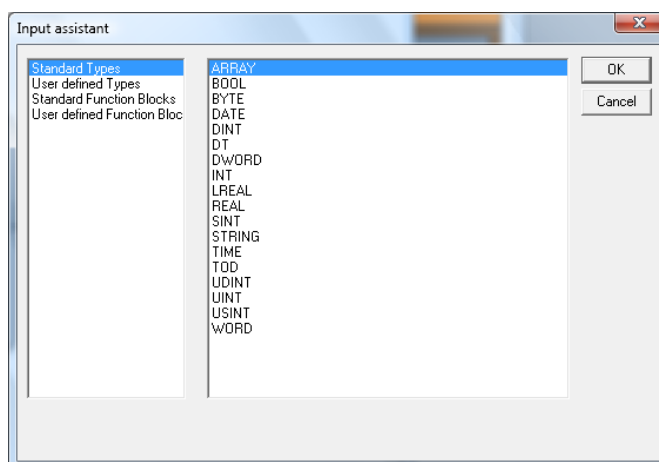 Input assistant
Standard Types
User defined Types
Standard Function Blocks
User defined Function Bloc
ARRAY
BOOL
BYTE
DATE
DINT
DT
DWORD
INT
LREAL
REAL
SINT
STRING
TIME
TOD
UDINT
UINT
USINT
WORD
OK
Cancel